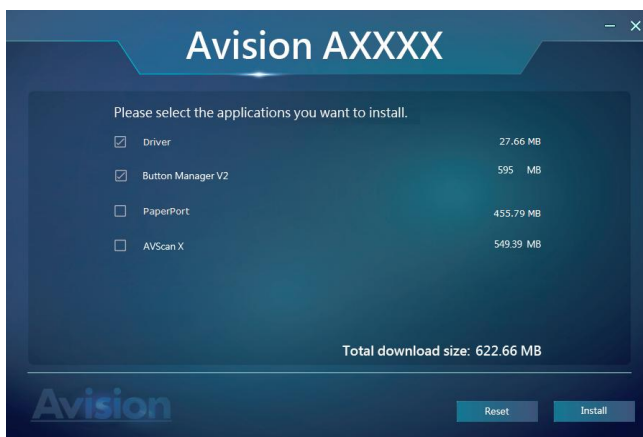 Avision AXXXX
Please select the applications you want to install.
Driver 27.66 MB
Button Manager V2 595 MB
PaperPort 455.79 MB
AVScan X 549.39 MB
Total download size: 622.66 MB
Avision
Reset Install